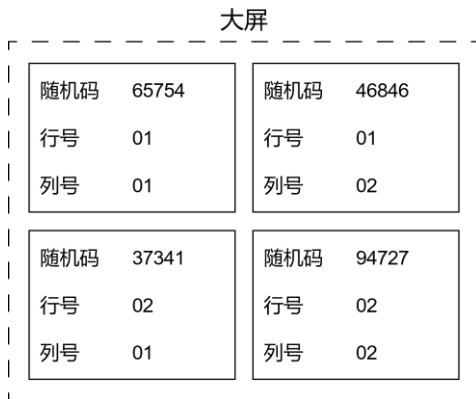 大屏
随机码 65754
行号 01
列号 01
随机码 46846
行号 01
列号 02
随机码 37341
行号 02
列号 01
随机码 94727
行号 02
列号 02